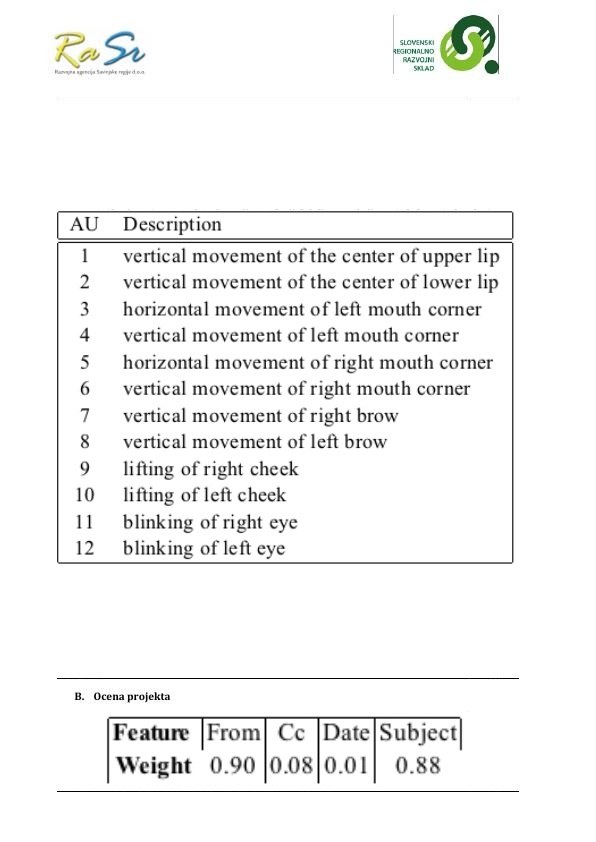 RaSr
Razvojna agencija Savinjske regije d.o.o.
SLOVENSKI
REGIONALNO
RAZVOJNI
SKLAD
AU Description
1 vertical movement of the center of upper lip
2 vertical movement of the center of lower lip
3 horizontal movement of left mouth corner
4 vertical movement of left mouth corner
5 horizontal movement of right mouth corner
6 vertical movement of right mouth corner
7 vertical movement of right brow
8 vertical movement of left brow
9 lifting of right cheek
10 lifting of left cheek
11 blinking of right eye
12 blinking of left eye
B. Ocena projekta
Feature From Cc Date Subject
Weight 0.90 0.08 0.01 0.88